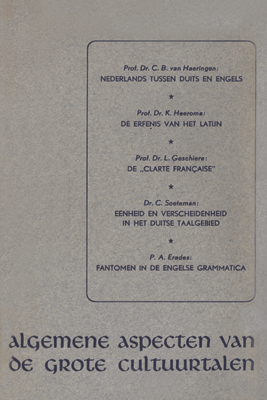 Prof. Dr. C. B. van Haeringen:
NEDERLANDS TUSSEN DUITS EN ENGELS
★
Prof. Dr. K. Heeroma:
DE ERFENIS VAN HET LATIJN
★
Prof. Dr. L. Geschiere:
DE „CLARTE FRANÇAISE"
★
Dr. C. Soeteman:
EENHEID EN VERSCHEIDENHEID
IN HET DUITSE TAALGEBIED
★
P. A. Erades:
FANTOMEN IN DE ENGELSE GRAMMATICA
algemene aspecten van
de grote cultuurtalen